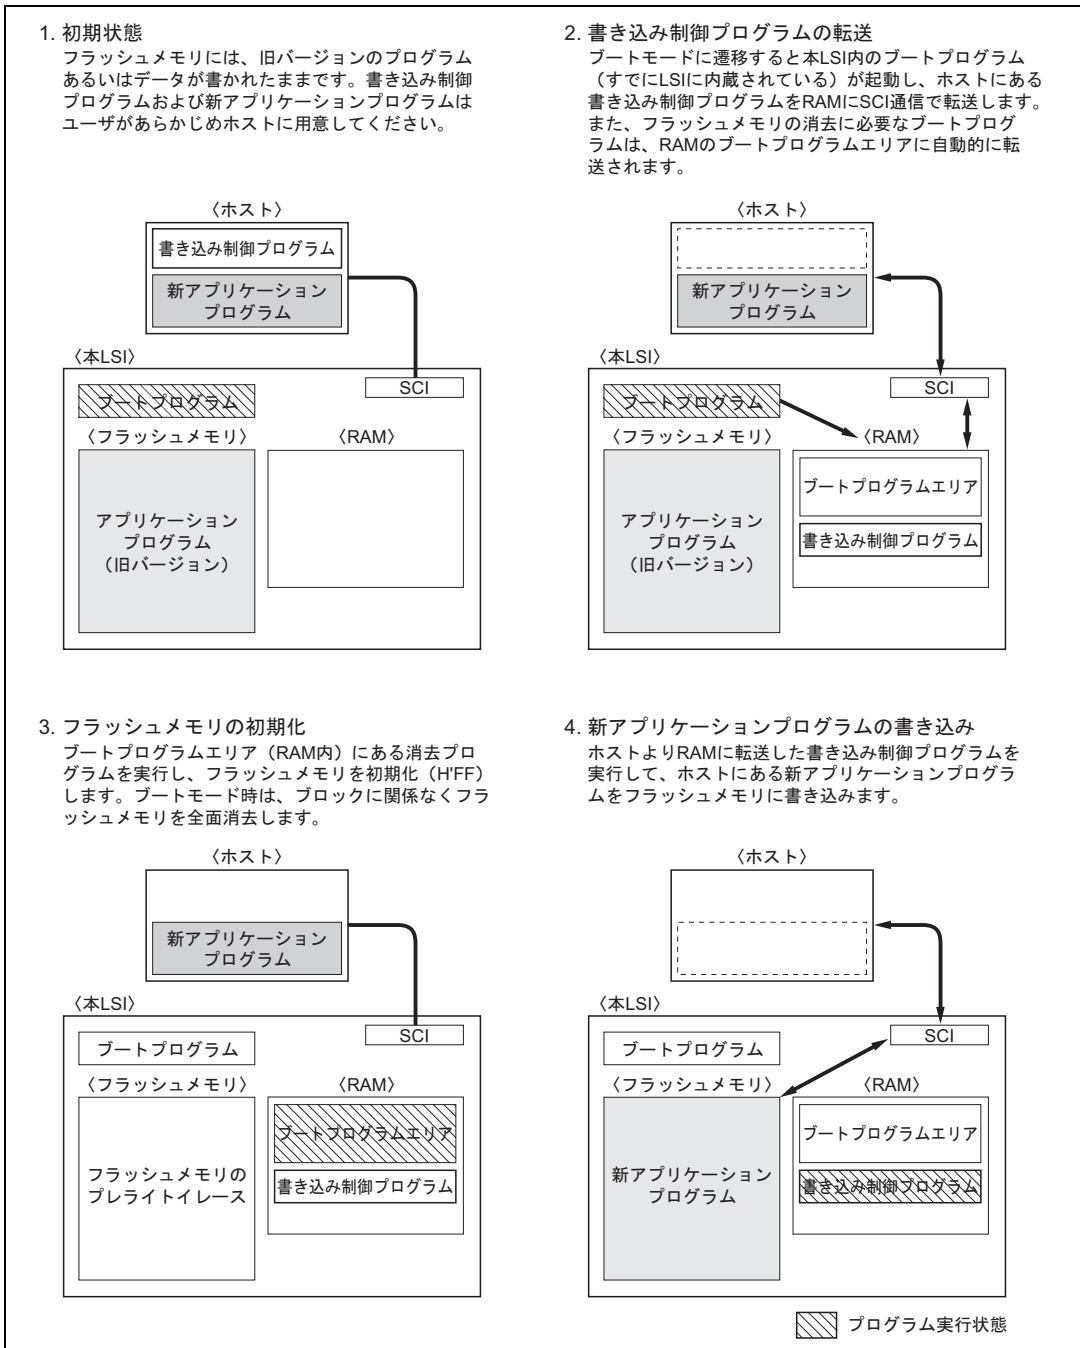 1. 初期状態
フラッシュメモリには、旧バージョンのプログラム
あるいはデータが書かれたままです。書き込み制御
プログラムおよび新アプリケーションプログラムは
ユーザがあらかじめホストに用意してください。
〈ホスト〉
書き込み制御プログラム
新アプリケーション
プログラム
〈本LSI〉
ブートプログラム
SCI
〈フラッシュメモリ〉
〈RAM〉
アプリケーション
プログラム
（旧バージョン）
2. 書き込み制御プログラムの転送
ブートモードに遷移すると本LSI内のブートプログラム
（すでにLSIに内蔵されている）が起動し、ホストにある
書き込み制御プログラムをRAMにSCI通信で転送します。
また、フラッシュメモリの消去に必要なブートプログ
ラムは、RAMのブートプログラムエリアに自動的に転
送されます。
〈ホスト〉
新アプリケーション
プログラム
〈本LSI〉
ブートプログラム
SCI
〈フラッシュメモリ〉
〈RAM〉
アプリケーション
プログラム
（旧バージョン）
ブートプログラムエリア
書き込み制御プログラム
3. フラッシュメモリの初期化
ブートプログラムエリア（RAM内）にある消去プロ
グラムを実行し、フラッシュメモリを初期化（H'FF）
します。ブートモード時は、ブロックに関係なくフラ
ッシュメモリを全面消去します。
〈ホスト〉
新アプリケーション
プログラム
〈本LSI〉
ブートプログラム
SCI
〈フラッシュメモリ〉
〈RAM〉
フラッシュメモリの
プレライトイレース
ブートプログラムエリア
書き込み制御プログラム
4. 新アプリケーションプログラムの書き込み
ホストよりRAMに転送した書き込み制御プログラムを
実行して、ホストにある新アプリケーションプログラ
ムをフラッシュメモリに書き込みます。
〈ホスト〉
〈本LSI〉
ブートプログラム
SCI
〈フラッシュメモリ〉
〈RAM〉
新アプリケーション
プログラム
ブートプログラムエリア
書き込み制御プログラム
プログラム実行状態